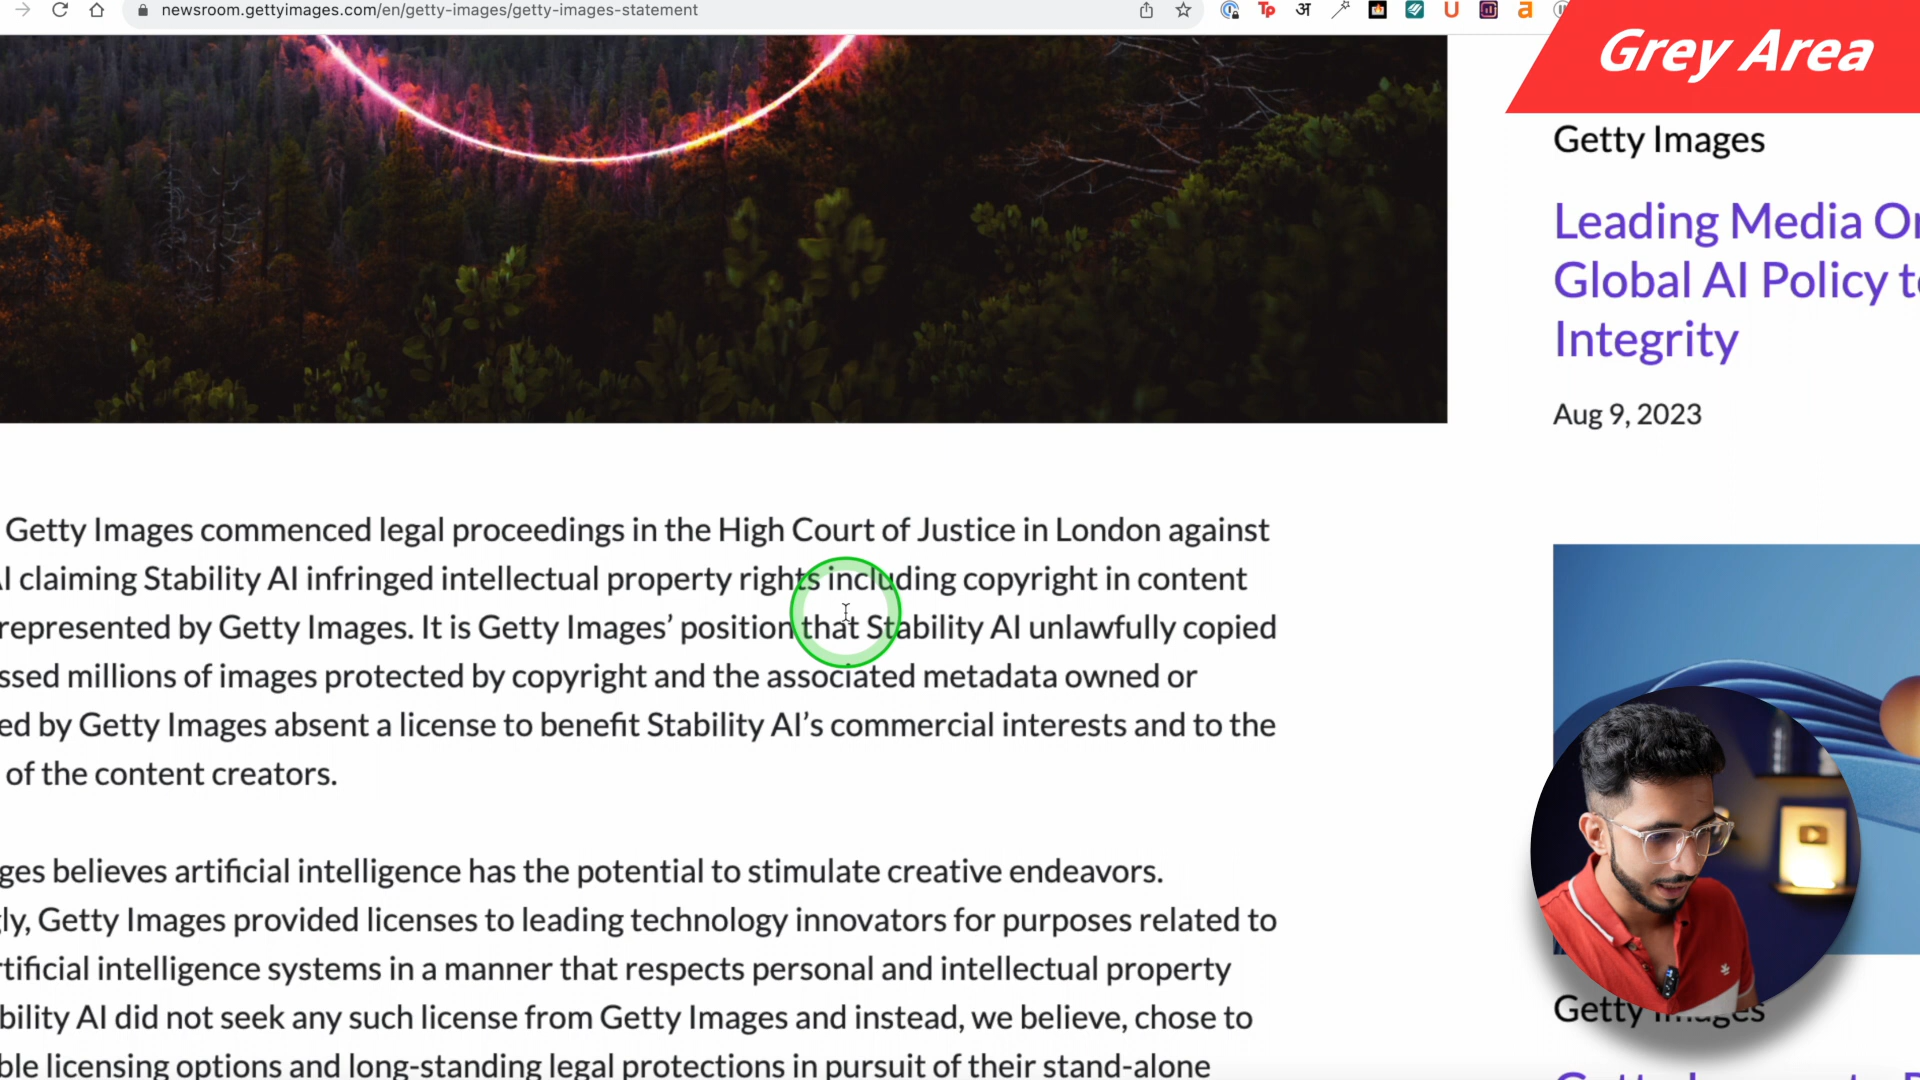 newsroom.gettyimages.com/en/getty-images/getty-images-statement
Tp
अ
U
a
Grey Area
Getty Images
Leading Media
Global AI Policy
Integrity
Aug 9, 2023
Getty Images commenced legal proceedings in the High Court of Justice in London against
claiming Stability AI infringed intellectual property rights including copyright in content
represented by Getty Images. It is Getty Images’ position that Stability AI unlawfully copied
millions of images protected by copyright and the associated metadata owned or
by Getty Images absent a license to benefit Stability AI’s commercial interests and to the
of the content creators.
believes artificial intelligence has the potential to stimulate creative endeavors.
Getty Images provided licenses to leading technology innovators for purposes related to
intelligence systems in a manner that respects personal and intellectual property
AI did not seek any such license from Getty Images and instead, we believe, chose to
licensing options and long-standing legal protections in pursuit of their stand-alone
Getty Images